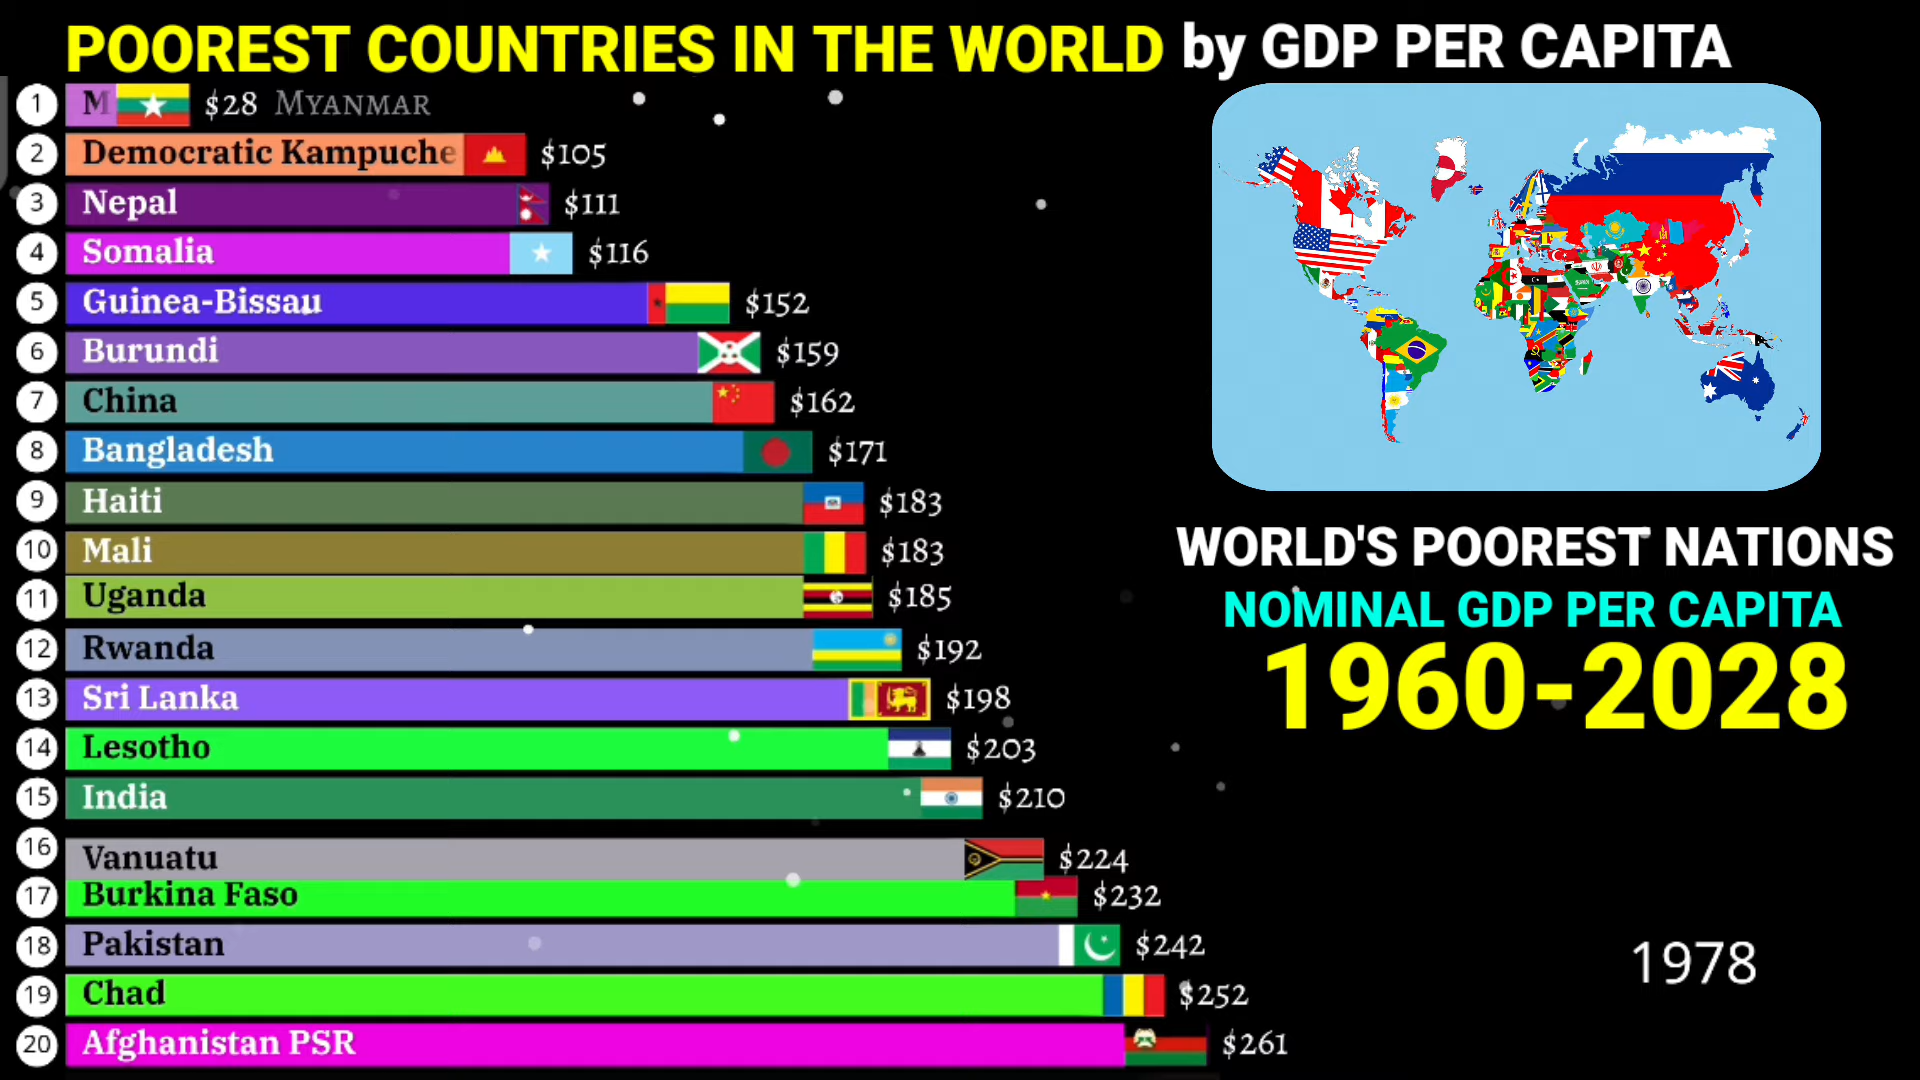 POOREST COUNTRIES IN THE WORLD by GDP PER CAPITA
1 M $28 MYANMAR
2 Democratic Kampuche $105
3 Nepal $111
4 Somalia $116
5 Guinea-Bissau $152
6 Burundi $159
7 China $162
8 Bangladesh $171
9 Haiti $183
10 Mali $183
11 Uganda $185
12 Rwanda $192
13 Sri Lanka $198
14 Lesotho $203
15 India $210
16 Vanuatu $224
17 Burkina Faso $232
18 Pakistan $242
19 Chad $252
20 Afghanistan PSR $261
WORLD'S POOREST NATIONS
NOMINAL GDP PER CAPITA
1960-2028
1978